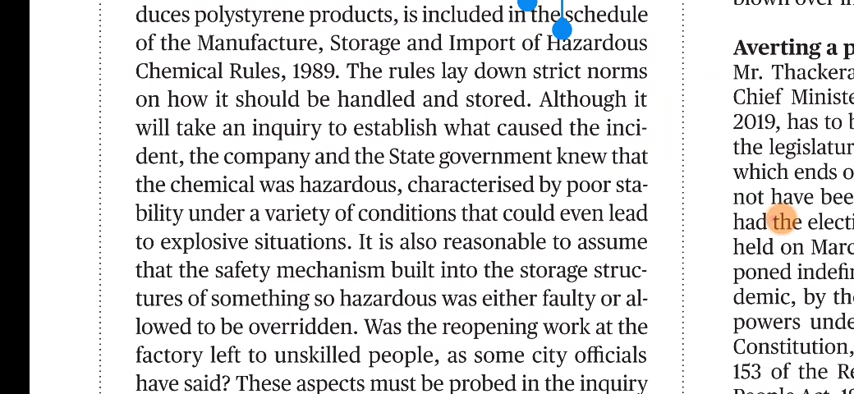 duces polystyrene products, is included in the schedule
of the Manufacture, Storage and Import of Hazardous
Chemical Rules, 1989. The rules lay down strict norms
on how it should be handled and stored. Although it
will take an inquiry to establish what caused the inci-
dent, the company and the State government knew that
the chemical was hazardous, characterised by poor sta-
bility under a variety of conditions that could even lead
to explosive situations. It is also reasonable to assume
that the safety mechanism built into the storage struc-
tures of something so hazardous was either faulty or al-
lowed to be overridden. Was the reopening work at the
factory left to unskilled people, as some city officials
have said? These aspects must be probed in the inquiry
Averting a p
Mr. Thackera
Chief Ministe
2019, has to b
the legislatur
which ends o
not have bee
had the electi
held on Marc
poned indefin
demic, by th
powers unde
Constitution,
153 of the Re